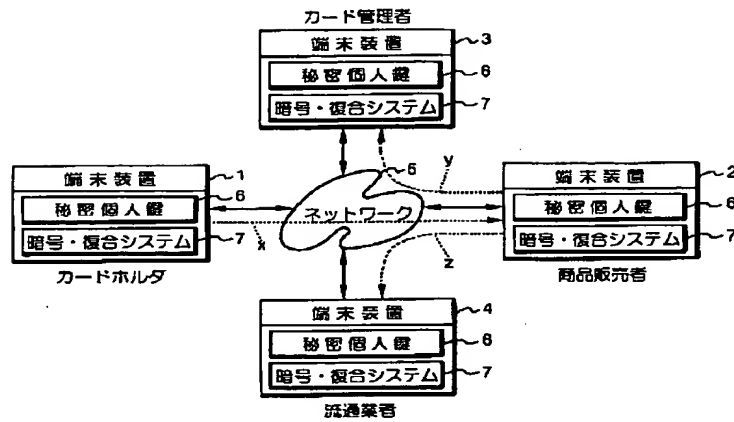 カード管理者
端末装置
3
秘密個人鍵
6
暗号・復合システム
7
端末装置
1
秘密個人鍵
6
暗号・復合システム
7
カードホルダ
x
ネットワーク
5
y
z
端末装置
2
秘密個人鍵
6
暗号・復合システム
7
商品販売者
端末装置
4
秘密個人鍵
6
暗号・復合システム
7
流通業者